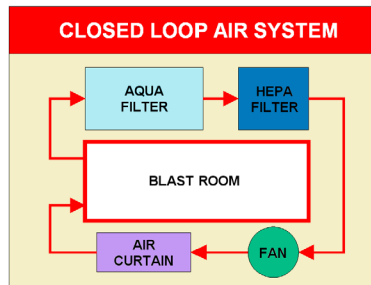 CLOSED LOOP AIR SYSTEM
AQUA
FILTER
HEPA
FILTER
BLAST ROOM
AIR
CURTAIN
FAN